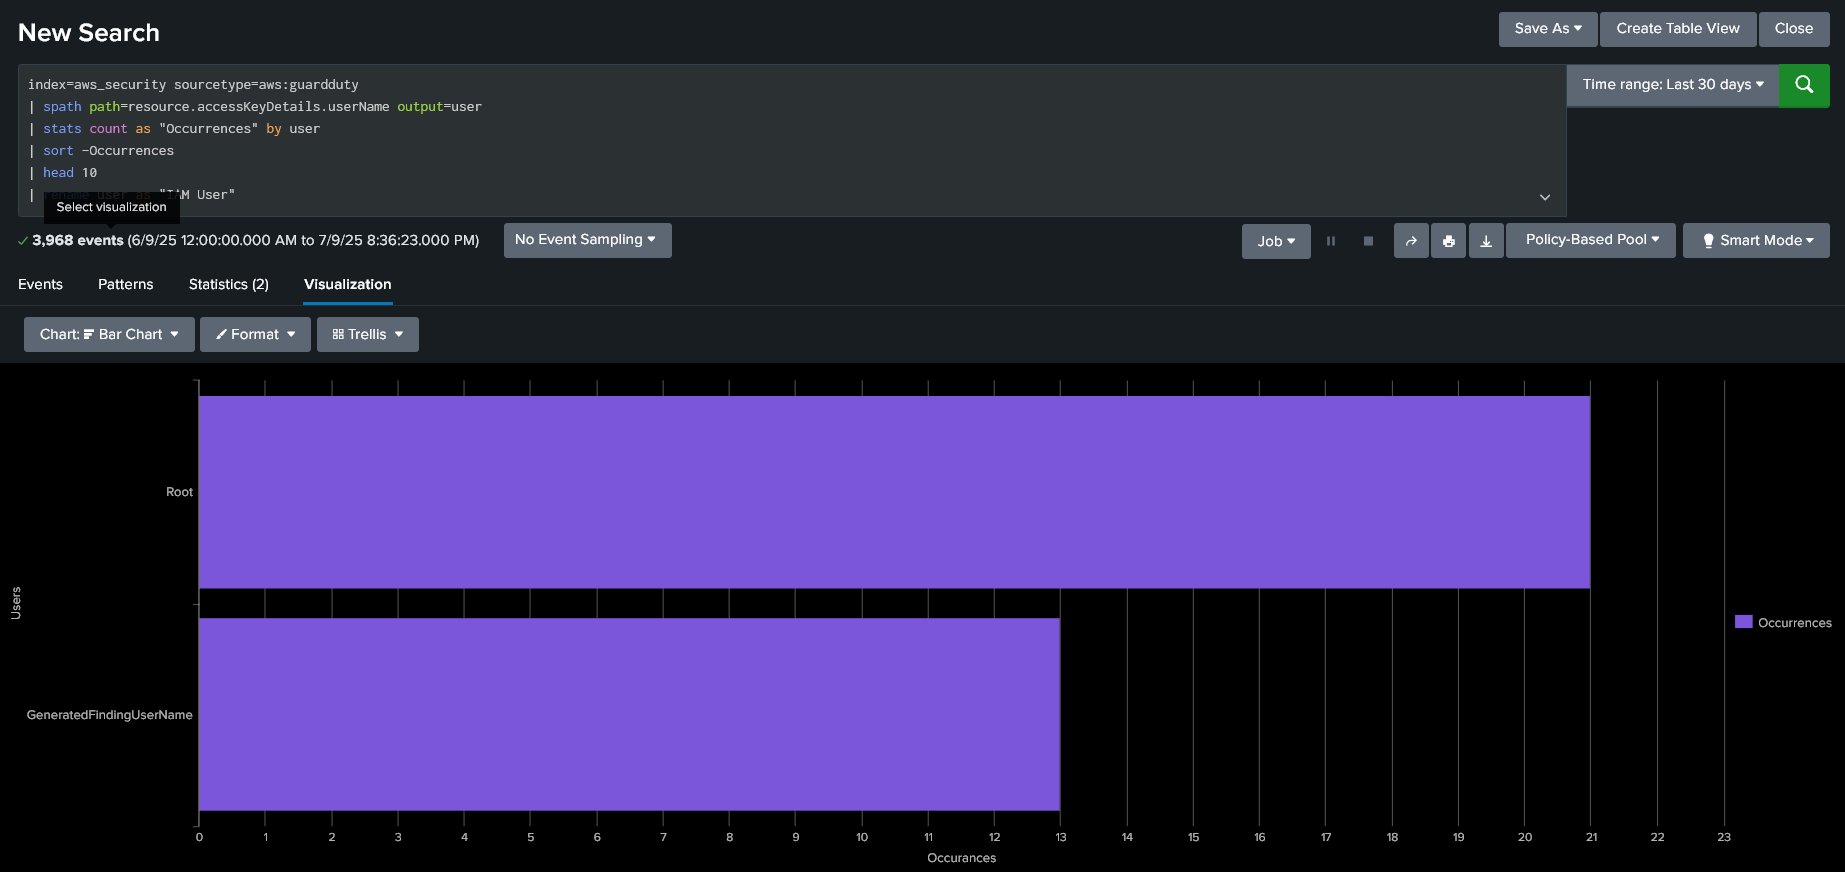 New Search
Save As
Create Table View
Close
index=aws_security sourcetype=aws:guardduty
| spath path=resource.accessKeyDetails.userName output=user
| stats count as "Occurrences" by user
| sort -Occurrences
| head 10
| rename user as "IAM User"
Time range: Last 30 days
Select visualization
3,968 events (6/9/25 12:00:00.000 AM to 7/9/25 8:36:23.000 PM)
No Event Sampling
Job
Policy-Based Pool
Smart Mode
Events
Patterns
Statistics (2)
Visualization
Chart: Bar Chart
Format
Trellis
Root
Users
GeneratedFindingUserName
Occurrences
0 1 2 3 4 5 6 7 8 9 10 11 12 13 14 15 16 17 18 19 20 21 22 23
Occurances